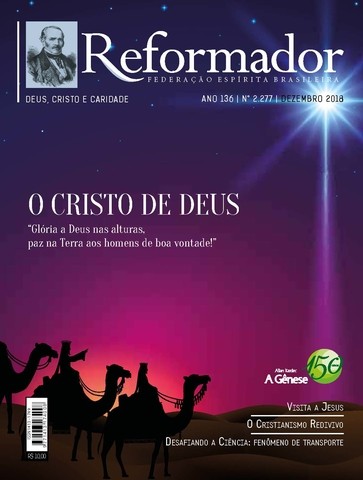 Reformador
FEDERAÇÃO ESPÍRITA BRASILEIRA
DEUS, CRISTO E CARIDADE
ANO 136 | Nº 2.277 | DEZEMBRO 2018
O CRISTO DE DEUS
“Glória a Deus nas alturas,
paz na Terra aos homens de boa vontade!”
Allan Kardec
A Gênese
150
VISITA A JESUS
O CRISTIANISMO REDIVIVO
DESAFIANDO A CIÊNCIA: FENÔMENO DE TRANSPORTE
R$ 10,00